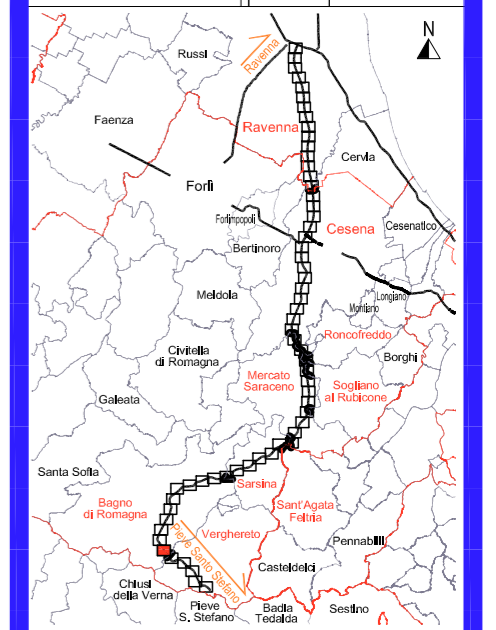 N
Russi
Ravenna
Faenza
Ravenna
Cervia
Forlì
Forlimpopoli
Cesena
Cesenatico
Bertinoro
Meldola
Longiano
Montiano
Roncofreddo
Civitella
di Romagna
Borghi
Mercato
Saraceno
Sogliano
al Rubicone
Galeata
Santa Sofia
Sarsina
Bagno
di Romagna
Sant'Agata
Feltria
Verghereto
Pieve Santo Stefano
Pennabilli
Casteldelci
Chiusi
della Verna
Pieve
S. Stefano
Badia
Tedalda
Sestino